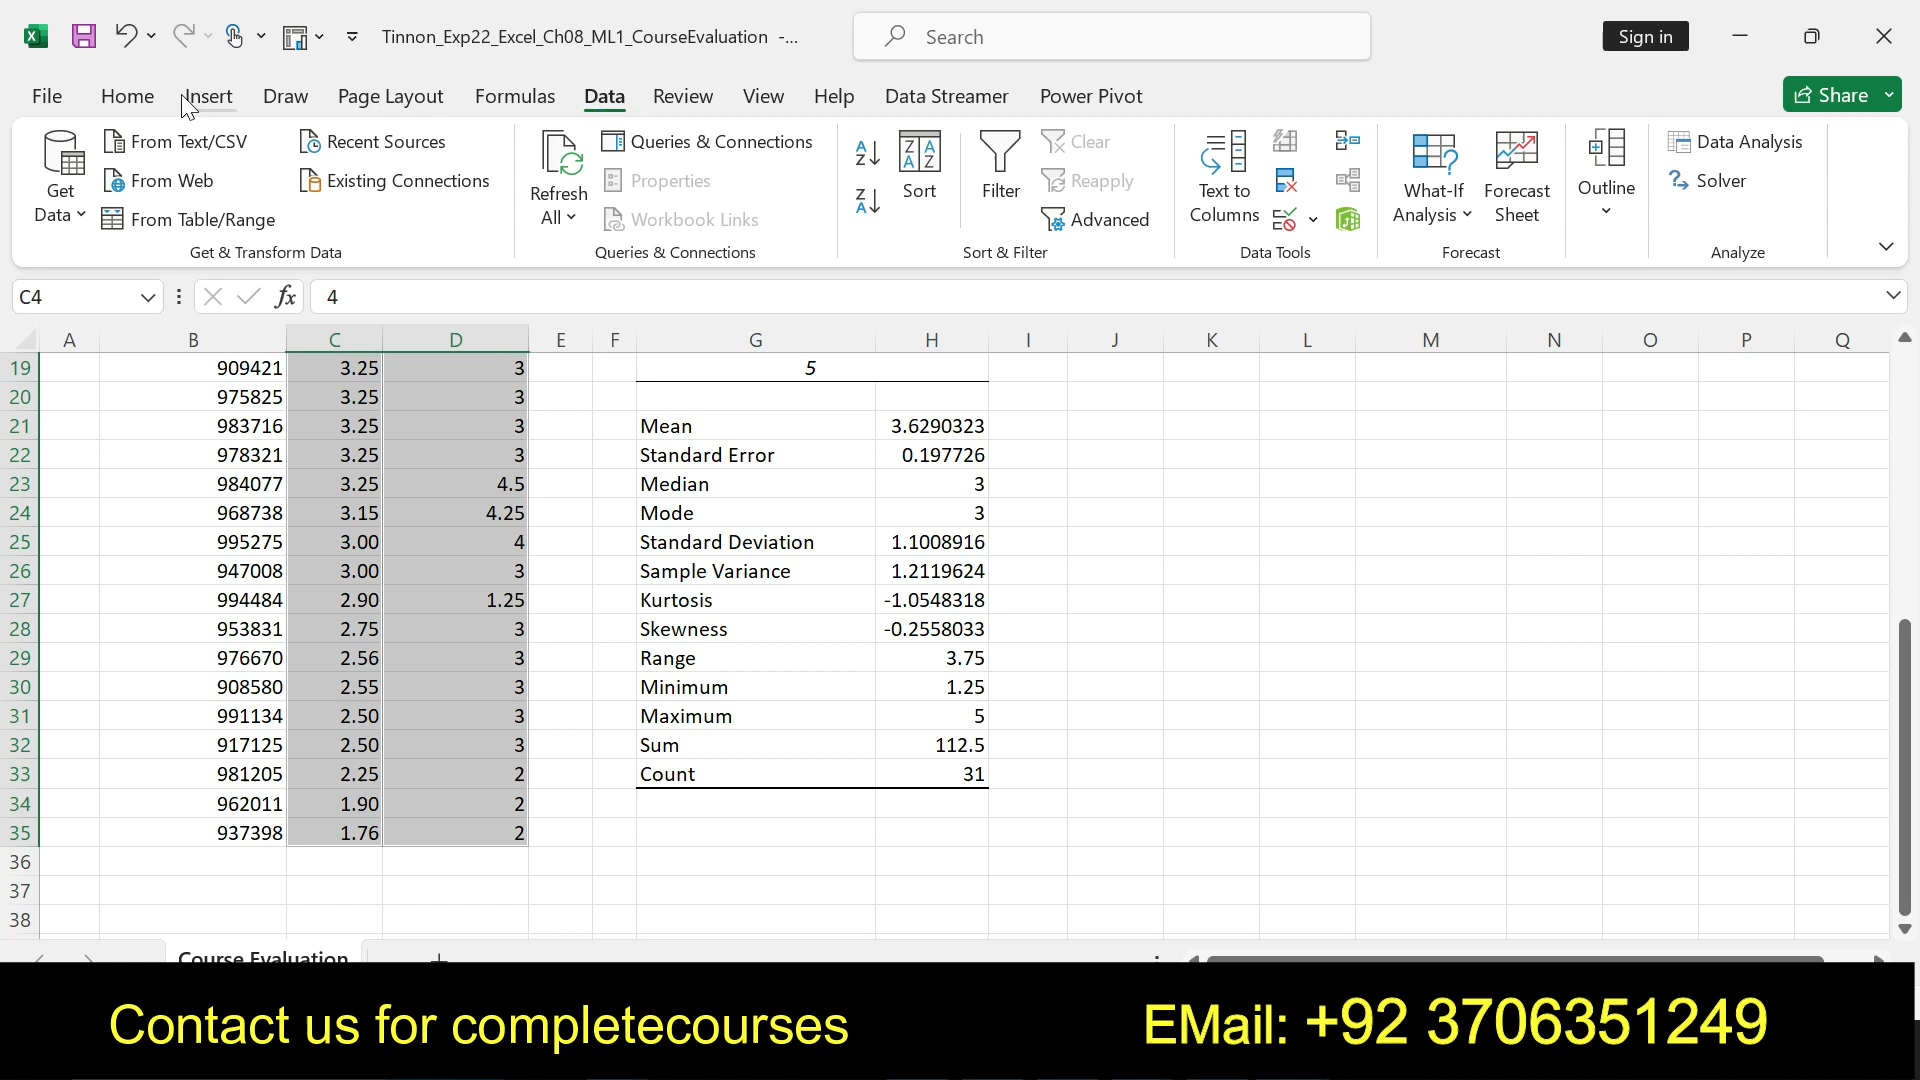 Tinnon_Exp22_Excel_Ch08_ML1_CourseEvaluation -...
Search
Sign in
File Home Insert Draw Page Layout Formulas Data Review View Help Data Streamer Power Pivot
Share
Get Data
From Text/CSV
From Web
From Table/Range
Recent Sources
Existing Connections
Get & Transform Data
Refresh All
Queries & Connections
Properties
Workbook Links
Queries & Connections
Sort
Filter
Clear
Reapply
Advanced
Sort & Filter
Text to Columns
Data Tools
What-If Analysis
Forecast Sheet
Forecast
Outline
Data Analysis
Solver
Analyze
C4 fx 4
A B C D E F G H I J K L M N O P Q
19 909421 3.25 3 5
20 975825 3.25 3
21 983716 3.25 3 Mean 3.6290323
22 978321 3.25 3 Standard Error 0.197726
23 984077 3.25 4.5 Median 3
24 968738 3.15 4.25 Mode 3
25 995275 3.00 4 Standard Deviation 1.1008916
26 947008 3.00 3 Sample Variance 1.2119624
27 994484 2.90 1.25 Kurtosis -1.0548318
28 953831 2.75 3 Skewness -0.2558033
29 976670 2.56 3 Range 3.75
30 908580 2.55 3 Minimum 1.25
31 991134 2.50 3 Maximum 5
32 917125 2.50 3 Sum 112.5
33 981205 2.25 2 Count 31
34 962011 1.90 2
35 937398 1.76 2
36
37
38
Course Evaluation
Contact us for completecourses
EMail: +92 3706351249